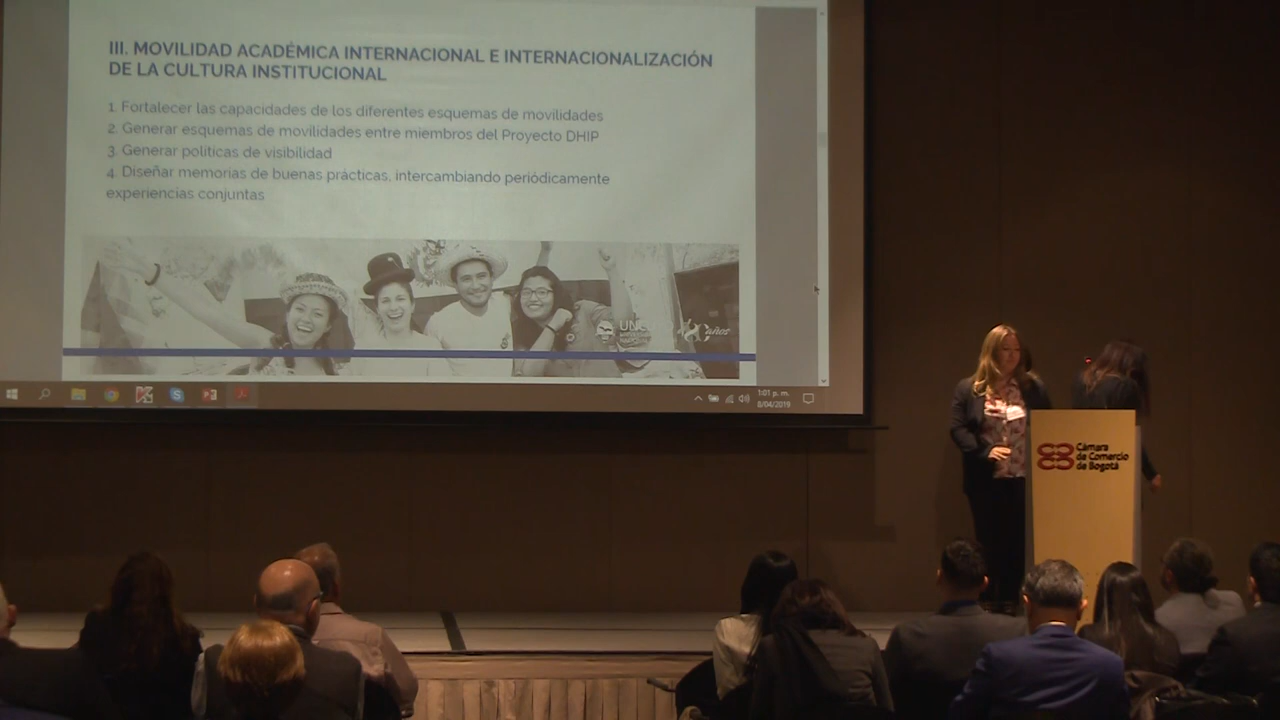 III. MOVILIDAD ACADÉMICA INTERNACIONAL E INTERNACIONALIZACIÓN
DE LA CULTURA INSTITUCIONAL
1. Fortalecer las capacidades de los diferentes esquemas de movilidades
2. Generar esquemas de movilidades entre miembros del Proyecto DHIP
3. Generar políticas de visibilidad
4. Diseñar memorias de buenas prácticas, intercambiando periódicamente
experiencias conjuntas
años
1:01 p. m.
8/04/2019
Cámara
de Comercio
de Bogotá